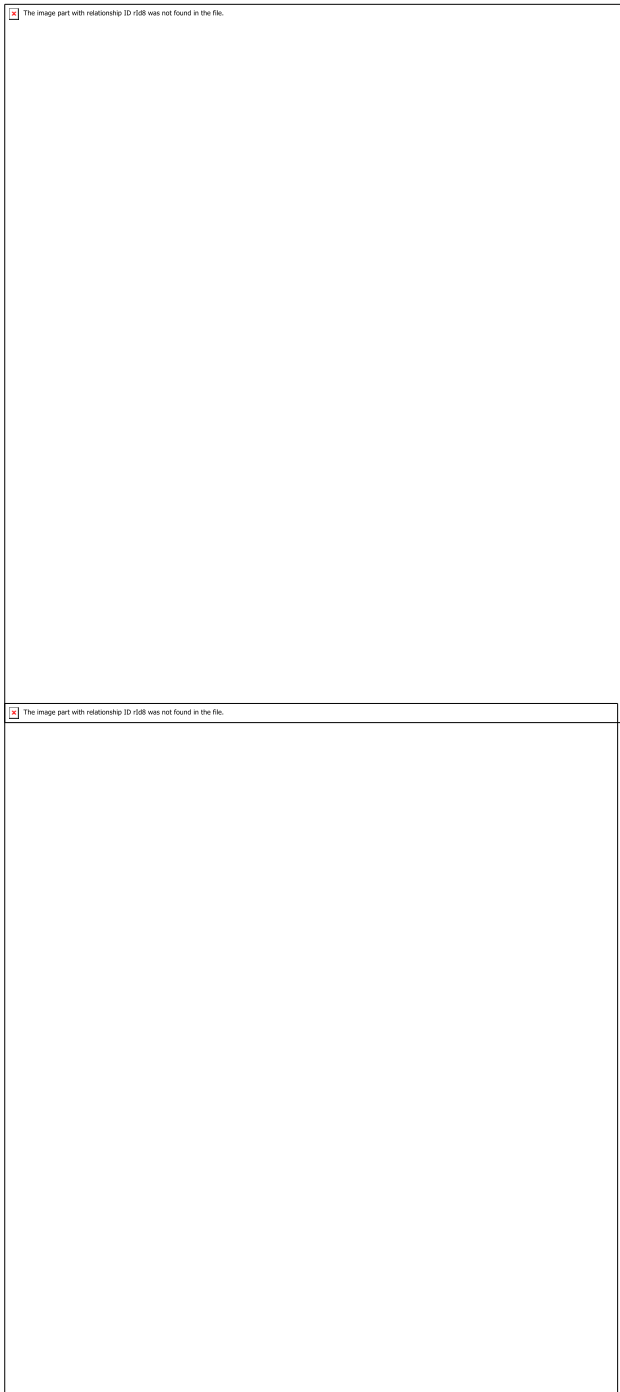 The image part with relationship ID rId8 was not found in the file.
The image part with relationship ID rId8 was not found in the file.